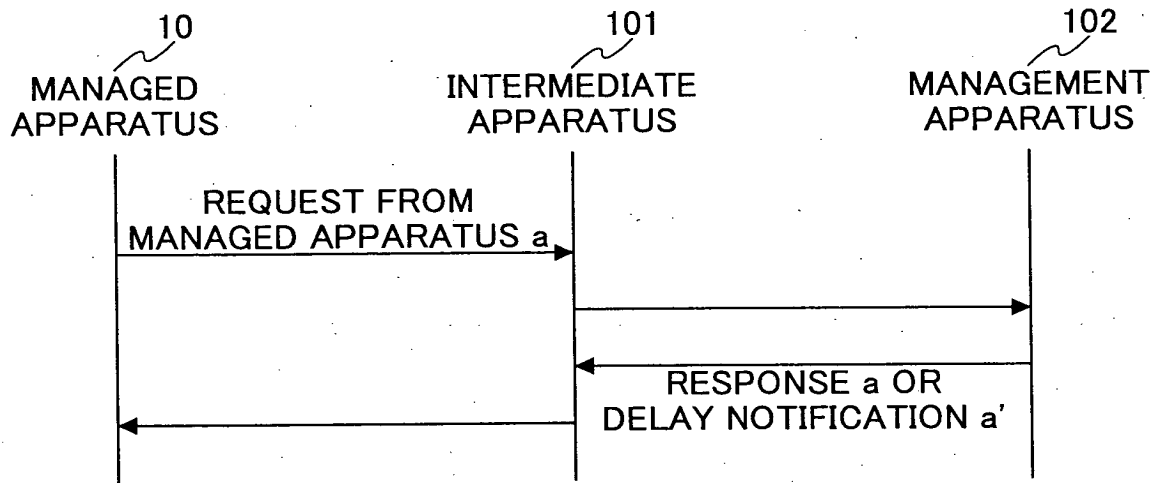 10
101
102
MANAGED
APPARATUS
INTERMEDIATE
APPARATUS
MANAGEMENT
APPARATUS
REQUEST FROM
MANAGED APPARATUS a
RESPONSE a OR
DELAY NOTIFICATION a'